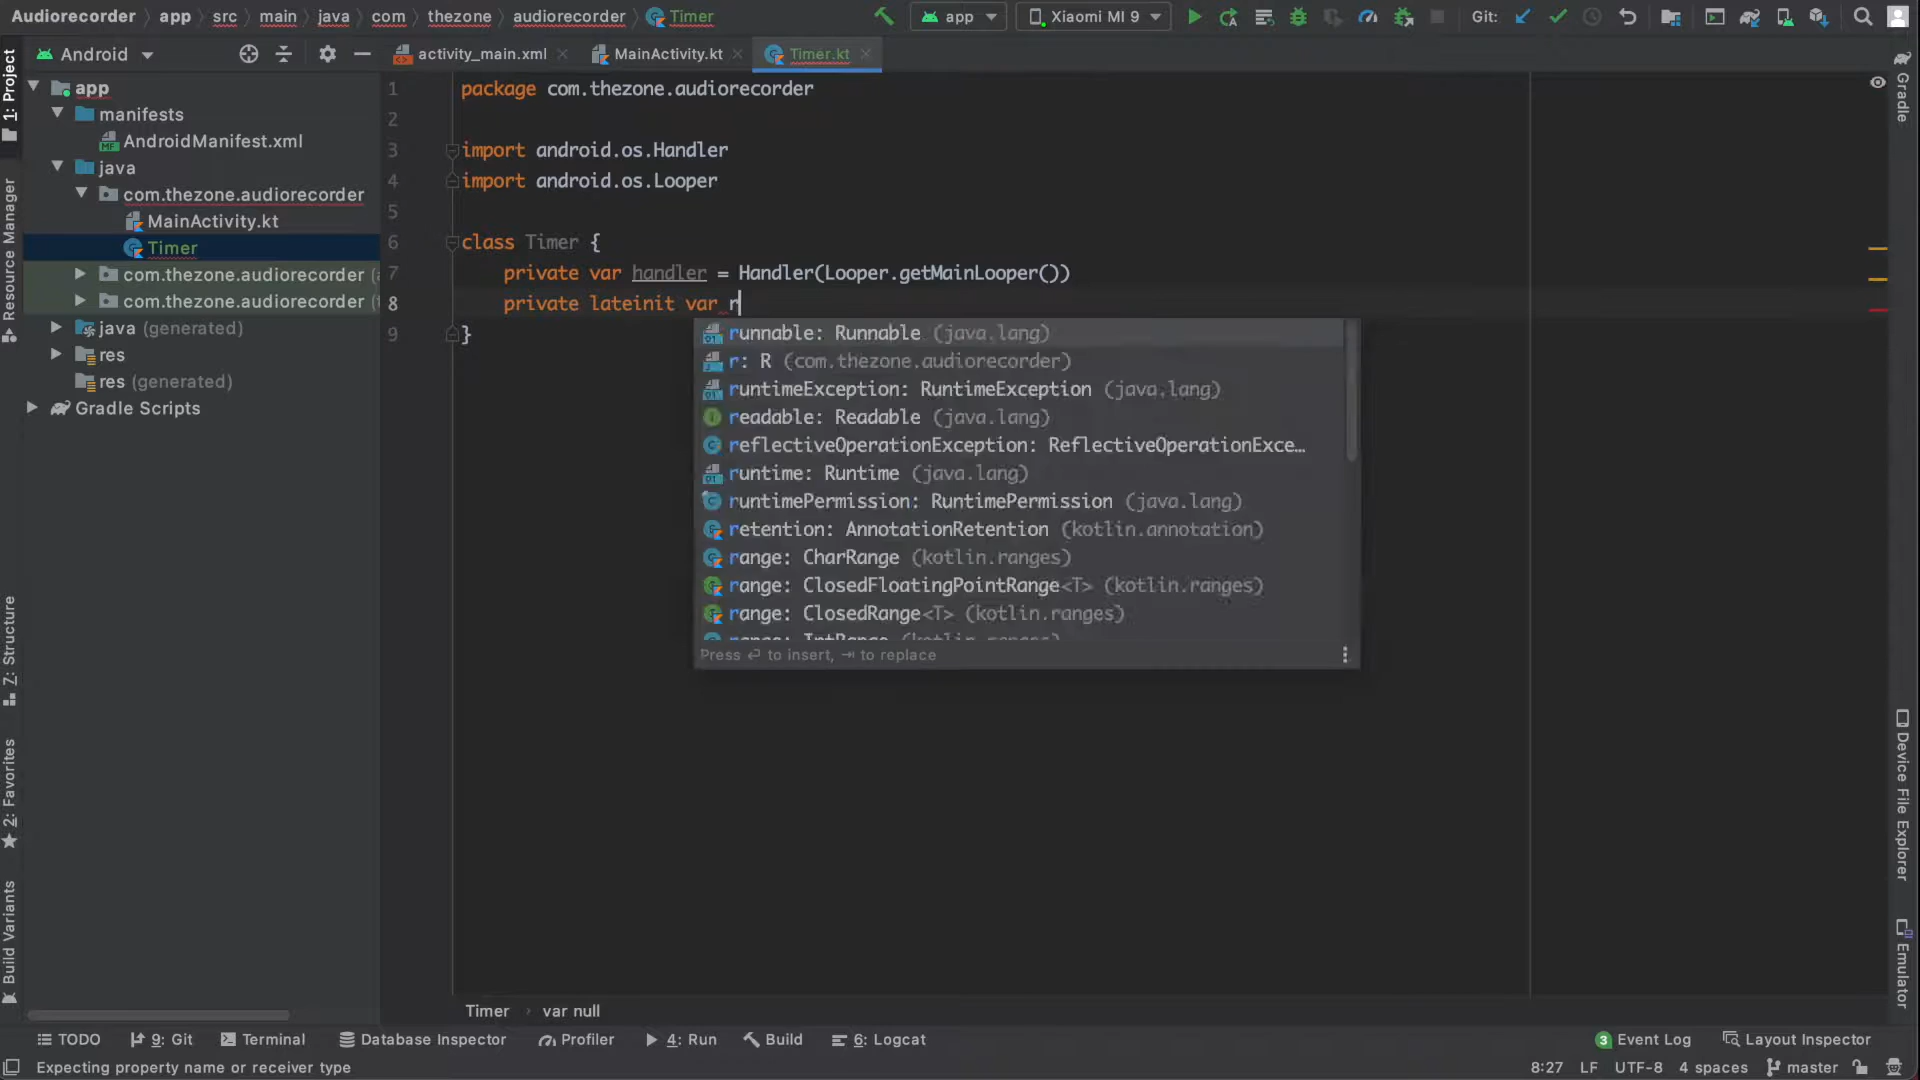 Audiorecorder app src main java com thezone audiorecorder Timer app Xiaomi MI 9 Git:
Android activity_main.xml MainActivity.kt Timer.kt
1: Project
Resource Manager
Z: Structure
2: Favorites
Build Variants
app
manifests
AndroidManifest.xml
java
com.thezone.audiorecorder
MainActivity.kt
Timer
com.thezone.audiorecorder
com.thezone.audiorecorder
java (generated)
res
res (generated)
Gradle Scripts
1 package com.thezone.audiorecorder
2
3 import android.os.Handler
4 import android.os.Looper
5
6 class Timer {
7 private var handler = Handler(Looper.getMainLooper())
8 private lateinit var r
9 }
runnable: Runnable (java.lang)
r: R (com.thezone.audiorecorder)
runtimeException: RuntimeException (java.lang)
readable: Readable (java.lang)
reflectiveOperationException: ReflectiveOperationExce…
runtime: Runtime (java.lang)
runtimePermission: RuntimePermission (java.lang)
retention: AnnotationRetention (kotlin.annotation)
range: CharRange (kotlin.ranges)
range: ClosedFloatingPointRange<T> (kotlin.ranges)
range: ClosedRange<T> (kotlin.ranges)
range: IntRange (kotlin.ranges)
Press ⏎ to insert, ⇥ to replace
Gradle
Device File Explorer
Emulator
Timer › var null
TODO 9: Git Terminal Database Inspector Profiler 4: Run Build 6: Logcat 3 Event Log Layout Inspector
Expecting property name or receiver type 8:27 LF UTF-8 4 spaces master